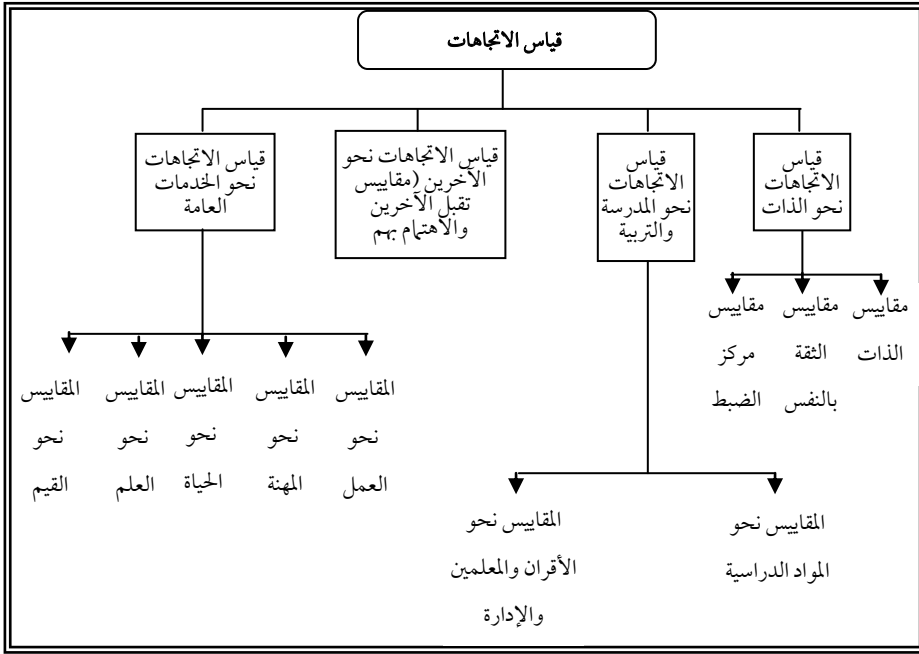 قياس الاتجاهات
قياس
الاتجاهات
نحو الذات
قياس
الاتجاهات
نحو المدرسة
والتربية
قياس الاتجاهات نحو
الآخرين (مقاييس
تقبل الآخرين
والاهتمام بهم
قياس الاتجاهات
نحو الخدمات
العامة
مقاييس
الذات
مقاييس
الثقة
بالنفس
مقاييس
مركز
الضبط
المقاييس نحو
المواد الدراسية
المقاييس نحو
الأقران والمعلمين
والإدارة
المقاييس
نحو
العمل
المقاييس
نحو
المهنة
المقاييس
نحو
الحياة
المقاييس
نحو
العلم
المقاييس
نحو
القيم